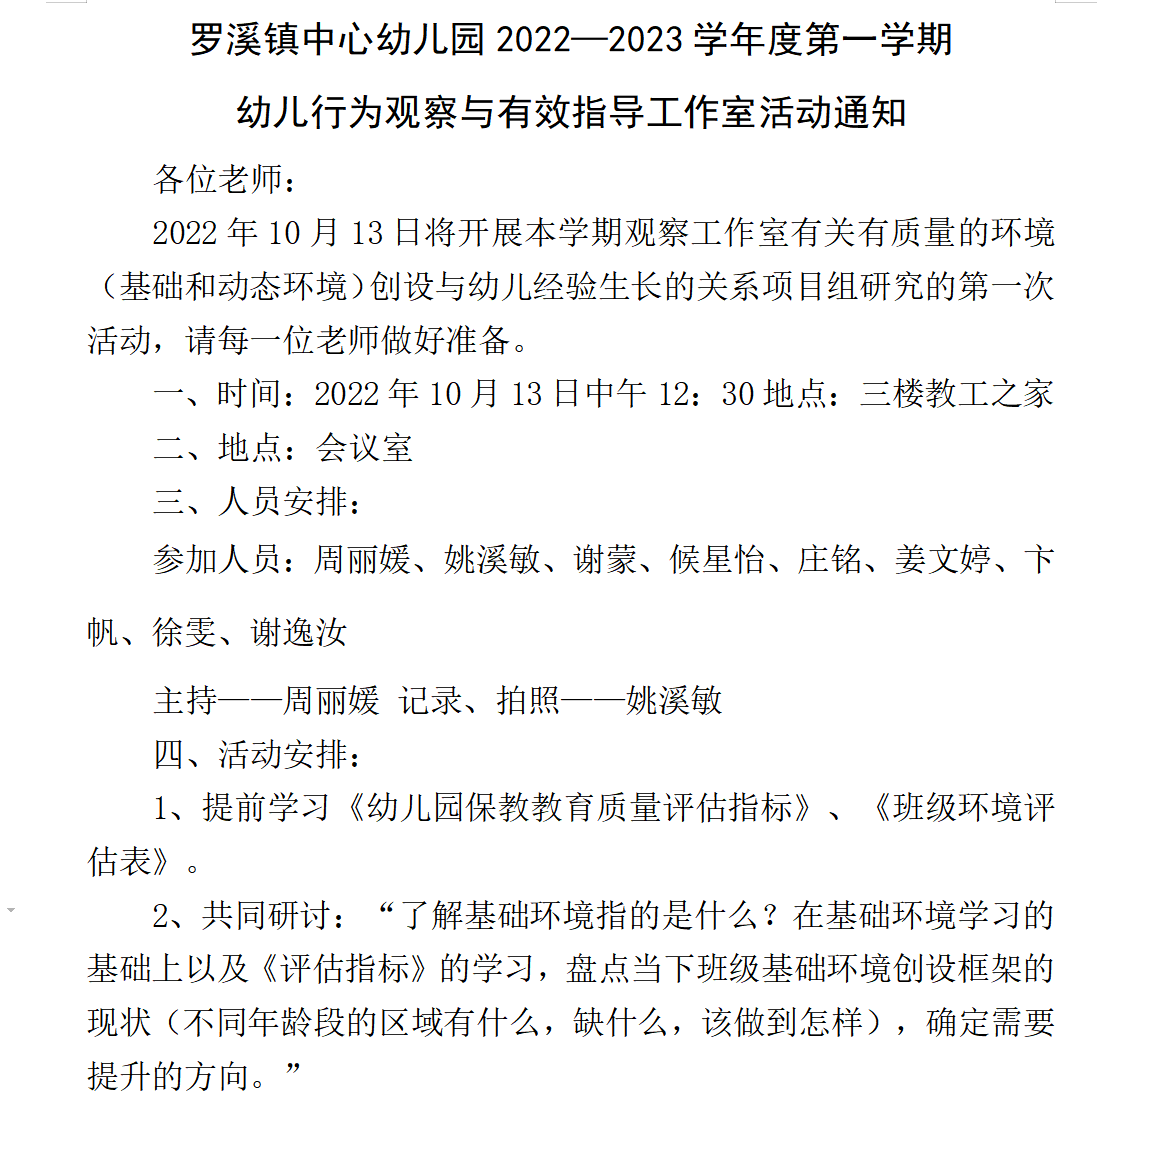 罗溪镇中心幼儿园 2022—2023 学年度第一学期
幼儿行为观察与有效指导工作室活动通知
各位老师：
2022 年 10 月 13 日将开展本学期观察工作室有关有质量的环境
（基础和动态环境）创设与幼儿经验生长的关系项目组研究的第一次
活动，请每一位老师做好准备。
一、时间：2022 年 10 月 13 日中午 12：30 地点：三楼教工之家
二、地点：会议室
三、人员安排：
参加人员：周丽媛、姚溪敏、谢蒙、候星怡、庄铭、姜文婷、卞
帆、徐雯、谢逸汝
主持——周丽媛 记录、拍照——姚溪敏
四、活动安排：
1、提前学习《幼儿园保教教育质量评估指标》、《班级环境评
估表》。
2、共同研讨：“了解基础环境指的是什么？在基础环境学习的
基础上以及《评估指标》的学习，盘点当下班级基础环境创设框架的
现状（不同年龄段的区域有什么，缺什么，该做到怎样），确定需要
提升的方向。”